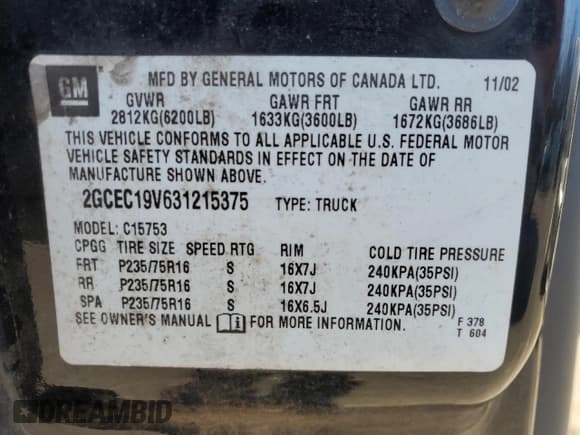 GM
MFD BY GENERAL MOTORS OF CANADA LTD. 11/02
GVWR GAWR FRT GAWR RR
2812KG(6200LB) 1633KG(3600LB) 1672KG(3686LB)
THIS VEHICLE CONFORMS TO ALL APPLICABLE U.S. FEDERAL MOTOR
VEHICLE SAFETY STANDARDS IN EFFECT ON THE DATE OF
MANUFACTURE SHOWN ABOVE.
2GCEC19V631215375 TYPE: TRUCK
MODEL: C15753
CPGG TIRE SIZE SPEED RTG RIM COLD TIRE PRESSURE
FRT P235/75R16 S 16X7J 240KPA(35PSI)
RR P235/75R16 S 16X7J 240KPA(35PSI)
SPA P235/75R16 S 16X6.5J 240KPA(35PSI)
SEE OWNER'S MANUAL FOR MORE INFORMATION. F 378
T 604
DREAMBID